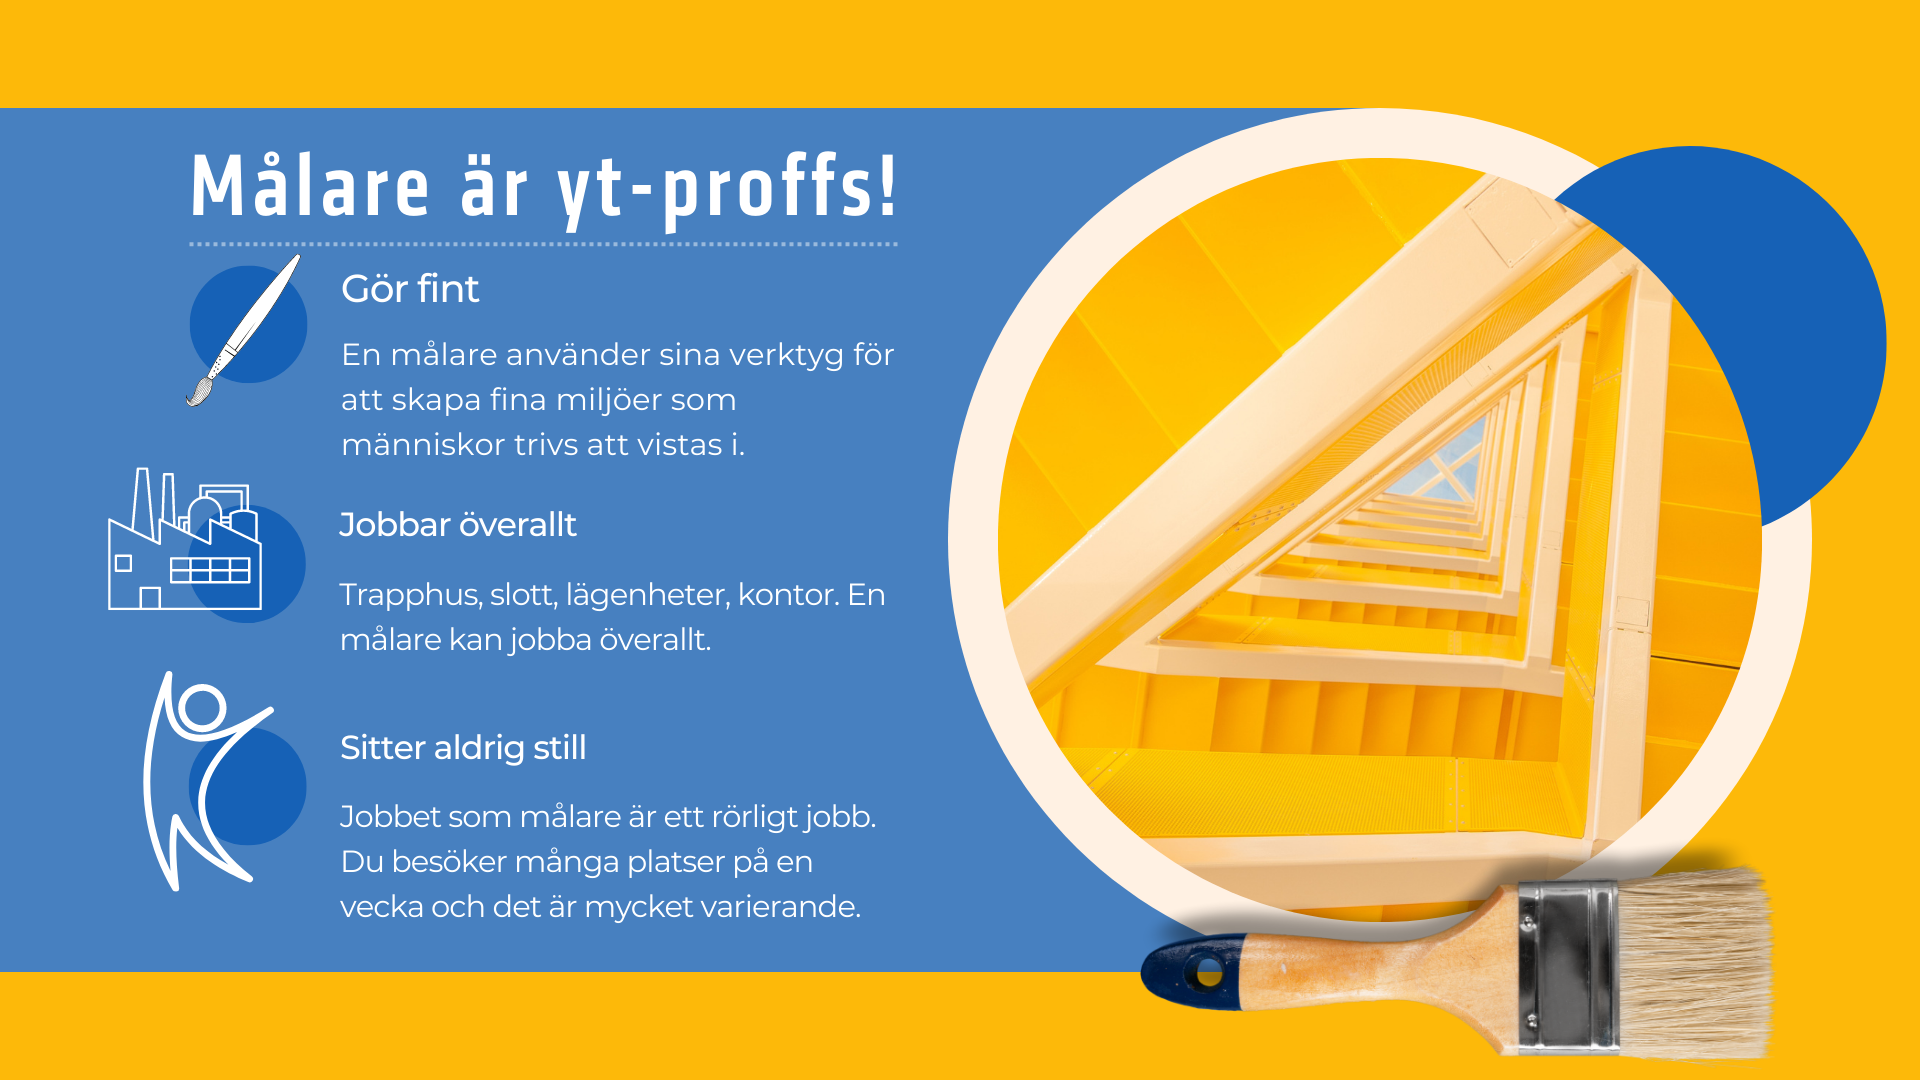 Målare är yt-proffs!
Gör fint
En målare använder sina verktyg för
att skapa fina miljöer som
människor trivs att vistas i.
Jobbar överallt
Trapphus, slott, lägenheter, kontor. En
målare kan jobba överallt.
Sitter aldrig still
Jobbet som målare är ett rörligt jobb.
Du besöker många platser på en
vecka och det är mycket varierande.